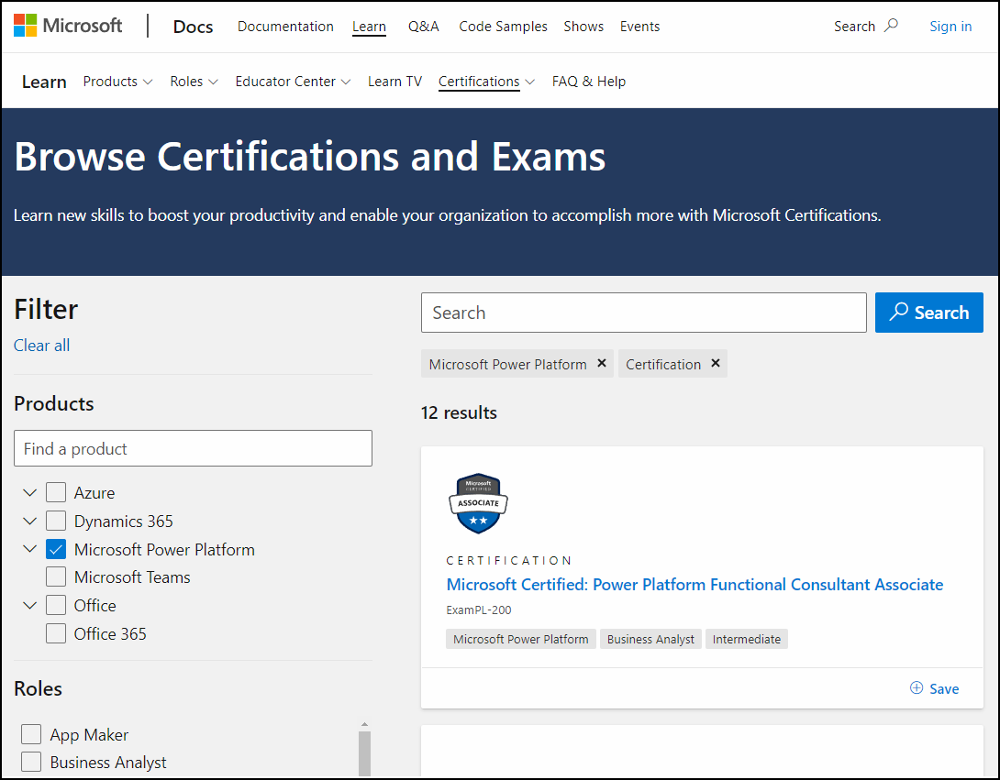 Microsoft Docs Documentation Learn Q&A Code Samples Shows Events Search Sign in
Learn Products Roles Educator Center Learn TV Certifications FAQ & Help
Browse Certifications and Exams
Learn new skills to boost your productivity and enable your organization to accomplish more with Microsoft Certifications.
Filter
Clear all
Products
Find a product
Azure
Dynamics 365
Microsoft Power Platform
Microsoft Teams
Office
Office 365
Roles
App Maker
Business Analyst
Search Search
Microsoft Power Platform Certification
12 results
Microsoft
CERTIFIED
ASSOCIATE
CERTIFICATION
Microsoft Certified: Power Platform Functional Consultant Associate
ExamPL-200
Microsoft Power Platform Business Analyst Intermediate
Save